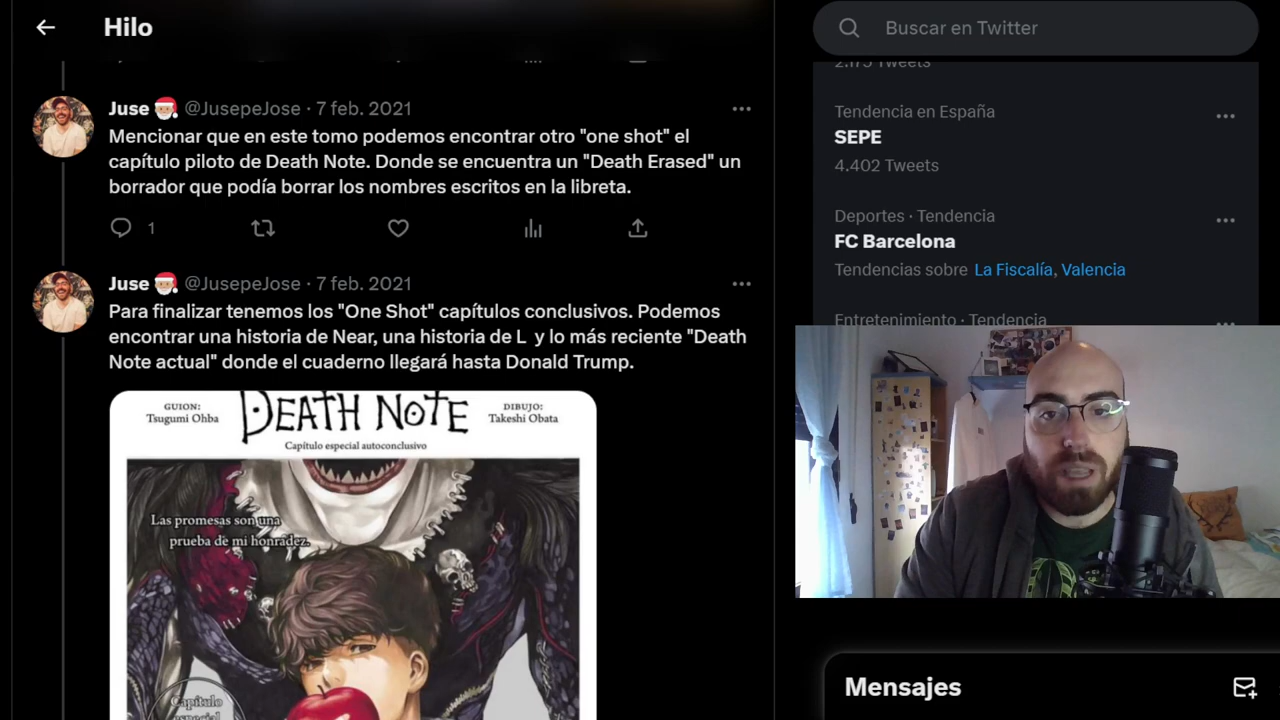 Hilo
Juse 🎅 @JusepeJose · 7 feb. 2021
Mencionar que en este tomo podemos encontrar otro "one shot" el
capítulo piloto de Death Note. Donde se encuentra un "Death Erased" un
borrador que podía borrar los nombres escritos en la libreta.
1
Juse 🎅 @JusepeJose · 7 feb. 2021
Para finalizar tenemos los "One Shot" capítulos conclusivos. Podemos
encontrar una historia de Near, una historia de L  y lo más reciente "Death
Note actual" donde el cuaderno llegará hasta Donald Trump.
GUION:
Tsugumi Ohba
DEATH NOTE
DIBUJO:
Takeshi Obata
Capítulo especial autoconclusivo
Las promesas son una
prueba de mi honradez.
Capítulo
especial
Buscar en Twitter
2.175 Tweets
Tendencia en España
SEPE
4.402 Tweets
Deportes · Tendencia
FC Barcelona
Tendencias sobre La Fiscalía, Valencia
Entretenimiento · Tendencia
Mensajes